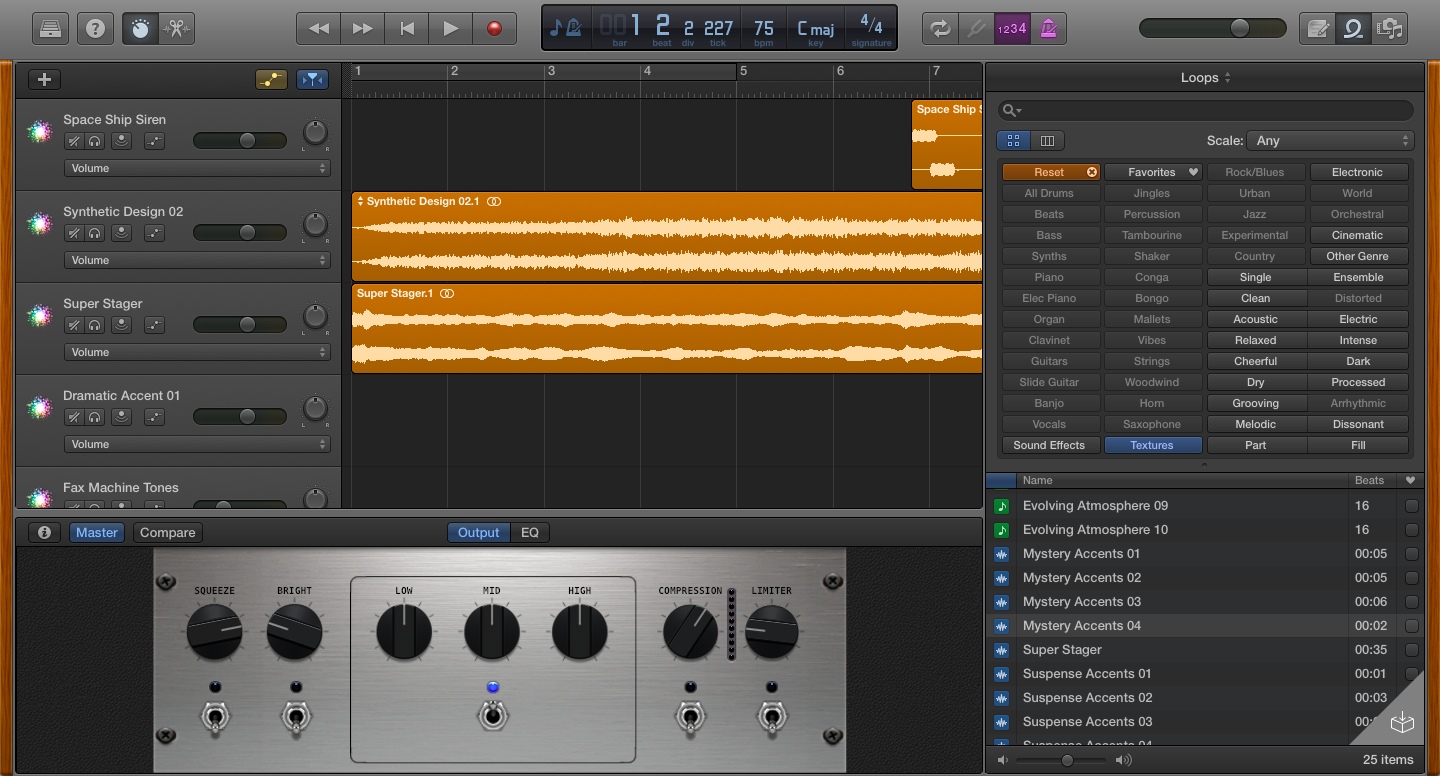 1234
1 2 2 227 75 C maj 4/4
bar beat div tick bpm key signature
1 2 3 4 5 6 7
Space Ship Siren
Volume
Synthetic Design 02
Volume
Super Stager
Volume
Dramatic Accent 01
Volume
Fax Machine Tones
L R
L R
L R
L R
Space Ship S
Synthetic Design 02.1
Super Stager.1
Master Compare Output EQ
SQUEEZE BRIGHT LOW MID HIGH COMPRESSION LIMITER
Loops
Scale: Any
Reset Favorites Rock/Blues Electronic
All Drums Jingles Urban World
Beats Percussion Jazz Orchestral
Bass Tambourine Experimental Cinematic
Synths Shaker Country Other Genre
Piano Conga Single Ensemble
Elec Piano Bongo Clean Distorted
Organ Mallets Acoustic Electric
Clavinet Vibes Relaxed Intense
Guitars Strings Cheerful Dark
Slide Guitar Woodwind Dry Processed
Banjo Horn Grooving Arrhythmic
Vocals Saxophone Melodic Dissonant
Sound Effects Textures Part Fill
Name Beats
Evolving Atmosphere 09 16
Evolving Atmosphere 10 16
Mystery Accents 01 00:05
Mystery Accents 02 00:05
Mystery Accents 03 00:06
Mystery Accents 04 00:02
Super Stager 00:35
Suspense Accents 01 00:01
Suspense Accents 02 00:03
Suspense Accents 03
Suspense Accents 04
25 items